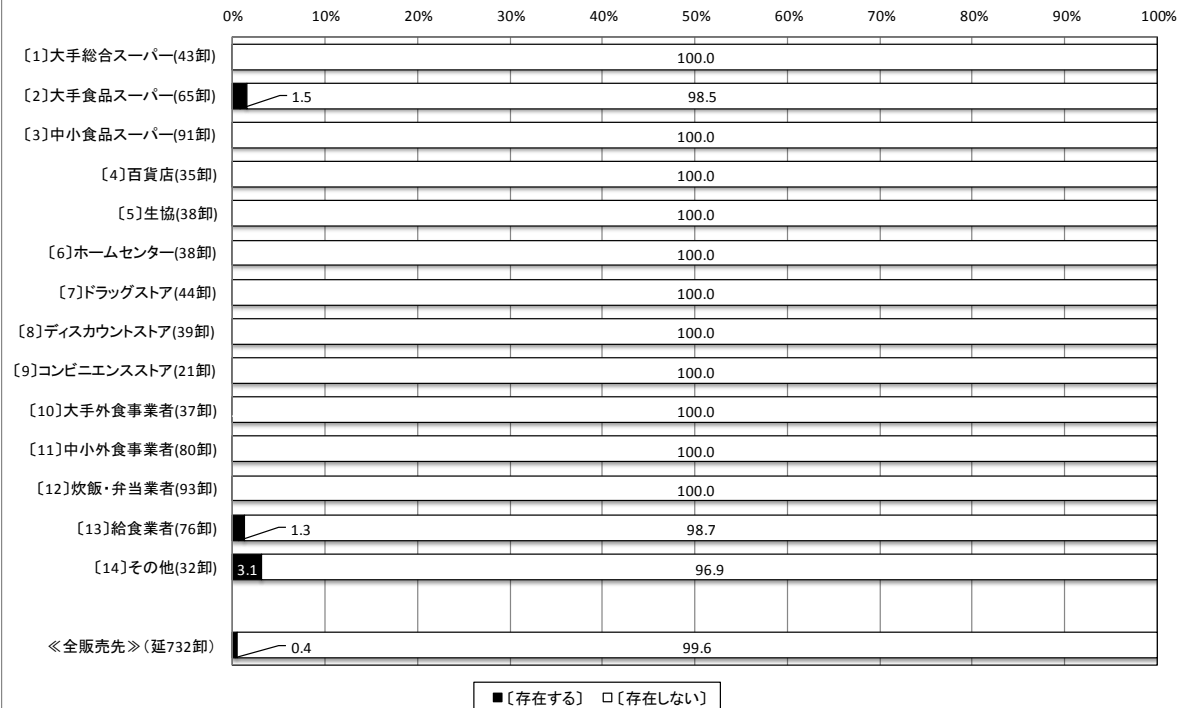 0% 10% 20% 30% 40% 50% 60% 70% 80% 90% 100%
〔1〕大手総合スーパー(43卸) 100.0
〔2〕大手食品スーパー(65卸) 1.5 98.5
〔3〕中小食品スーパー(91卸) 100.0
〔4〕百貨店(35卸) 100.0
〔5〕生協(38卸) 100.0
〔6〕ホームセンター(38卸) 100.0
〔7〕ドラッグストア(44卸) 100.0
〔8〕ディスカウントストア(39卸) 100.0
〔9〕コンビニエンスストア(21卸) 100.0
〔10〕大手外食事業者(37卸) 100.0
〔11〕中小外食事業者(80卸) 100.0
〔12〕炊飯・弁当業者(93卸) 100.0
〔13〕給食業者(76卸) 1.3 98.7
〔14〕その他(32卸) 3.1 96.9
≪全販売先≫(延732卸) 0.4 99.6
■〔存在する〕 □〔存在しない〕